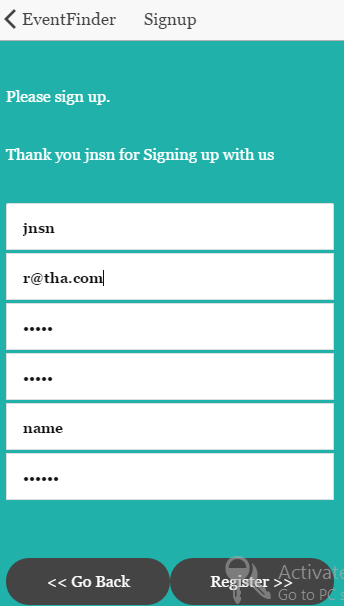 EventFinder Signup
Please sign up.
Thank you jnsn for Signing up with us
jnsn
r@tha.com
•••••
•••••
name
••••••
<< Go Back Register >>
Activate
Go to PC s